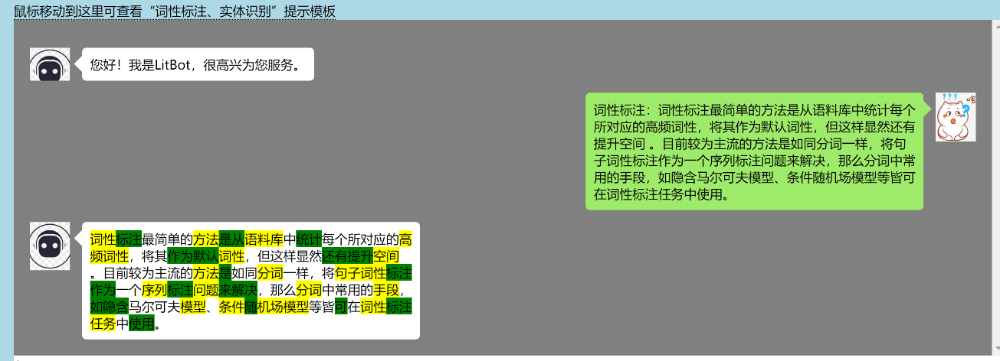 鼠标移动到这里可查看“词性标注、实体识别”提示模板
您好！我是LitBot，很高兴为您服务。
? ? ?
词性标注：词性标注最简单的方法是从语料库中统计每个
所对应的高频词性，将其作为默认词性，但这样显然还有
提升空间 。目前较为主流的方法是如同分词一样，将句
子词性标注作为一个序列标注问题来解决，那么分词中常
用的手段，如隐含马尔可夫模型、条件随机场模型等皆可
在词性标注任务中使用。
词性标注最简单的方法是从语料库中统计每个所对应的高
频词性，将其作为默认词性，但这样显然还有提升空间
。目前较为主流的方法是如同分词一样，将句子词性标注
作为一个序列标注问题来解决，那么分词中常用的手段，
如隐含马尔可夫模型、条件随机场模型等皆可在词性标注
任务中使用。